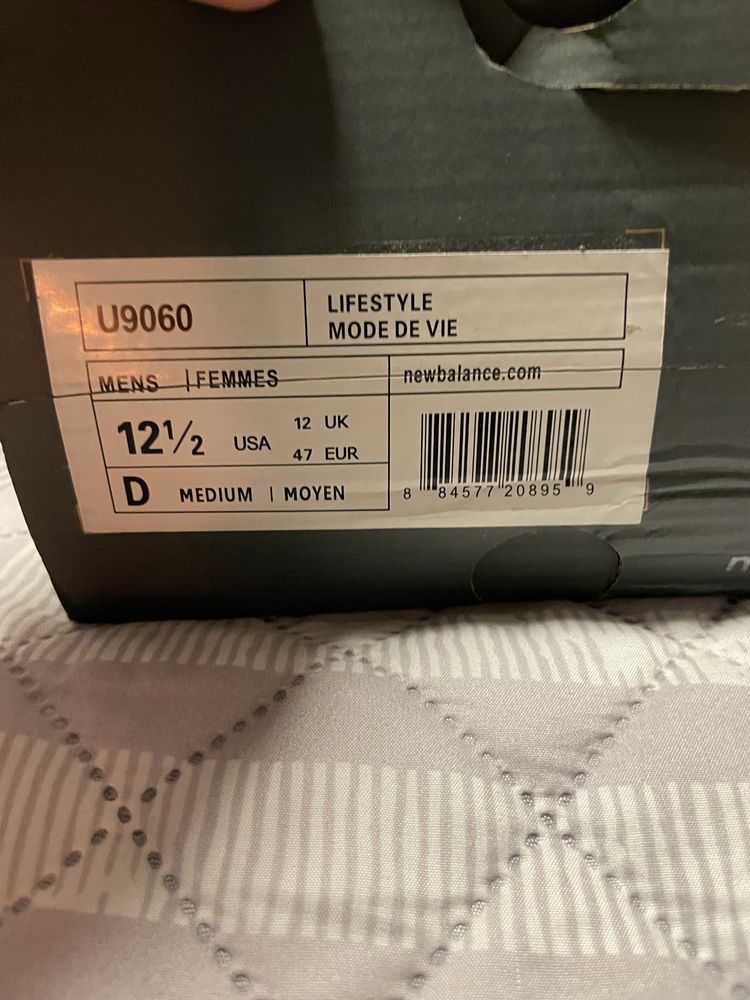 U9060
LIFESTYLE
MODE DE VIE
MENS | FEMMES
newbalance.com
12½ USA
12 UK
47 EUR
D MEDIUM | MOYEN
8 84577 20895 9